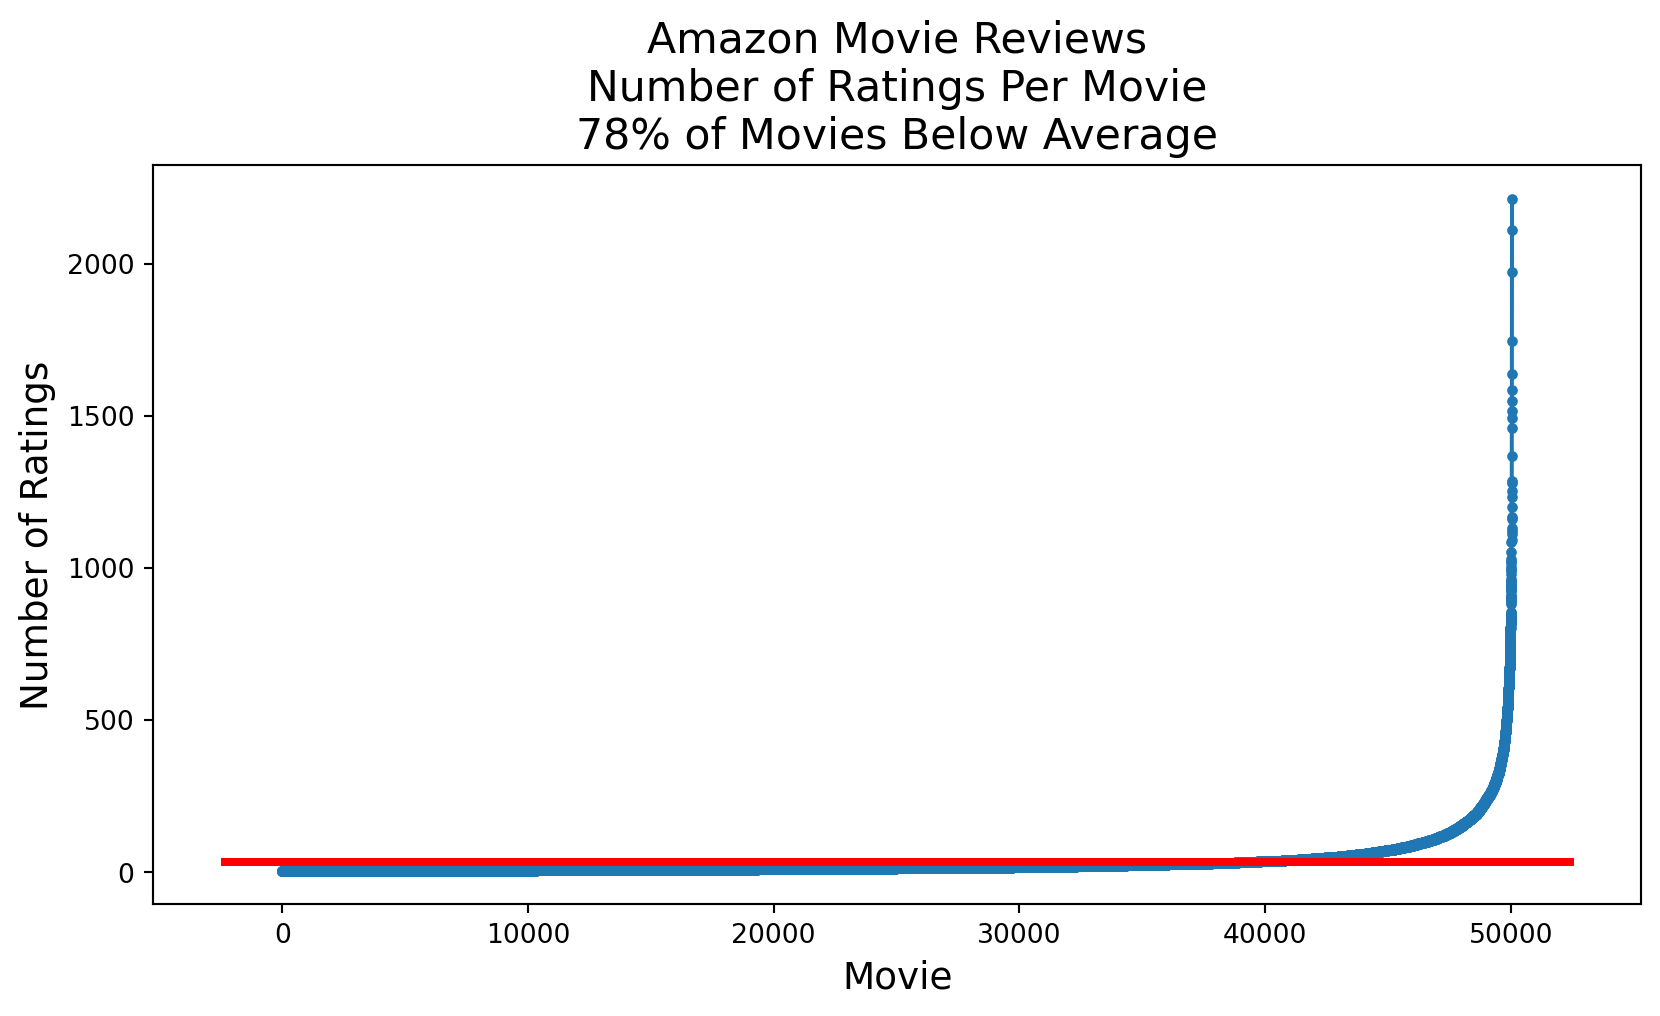 Amazon Movie Reviews
Number of Ratings Per Movie
78% of Movies Below Average
Number of Ratings
2000
1500
1000
500
0
0 10000 20000 30000 40000 50000
Movie